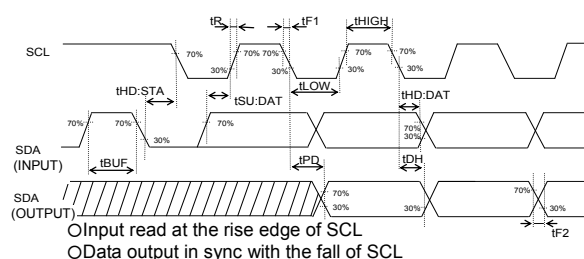 tR tF1 tHIGH
SCL
70% 70% 70% 70% 70%
30% 30% 30% 30%
tHD:STA tSU:DAT tLOW tHD:DAT
SDA
(INPUT)
70% 70% 30% 70% 70% 30%
tBUF tPD tDH
SDA
(OUTPUT)
70% 30% 30% 70% 30%
tF2
○Input read at the rise edge of SCL
○Data output in sync with the fall of SCL